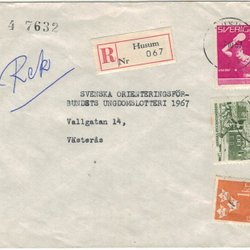 4 7632
Rek
R Husum
Nr 067
SVERIGE
SVENSKA ORIENTERINGSFÖR-
BUNDETS UNGDOMSLOTTERI 1967
Vallgatan 14,
Västerås